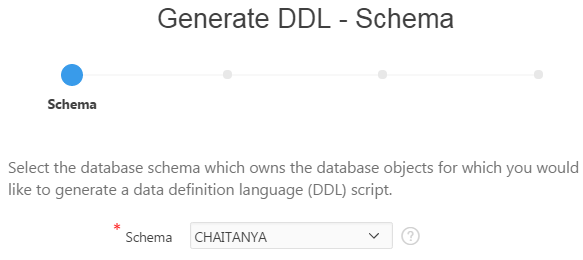 Generate DDL - Schema
Schema
Select the database schema which owns the database objects for which you would
like to generate a data definition language (DDL) script.
* Schema CHAITANYA ?